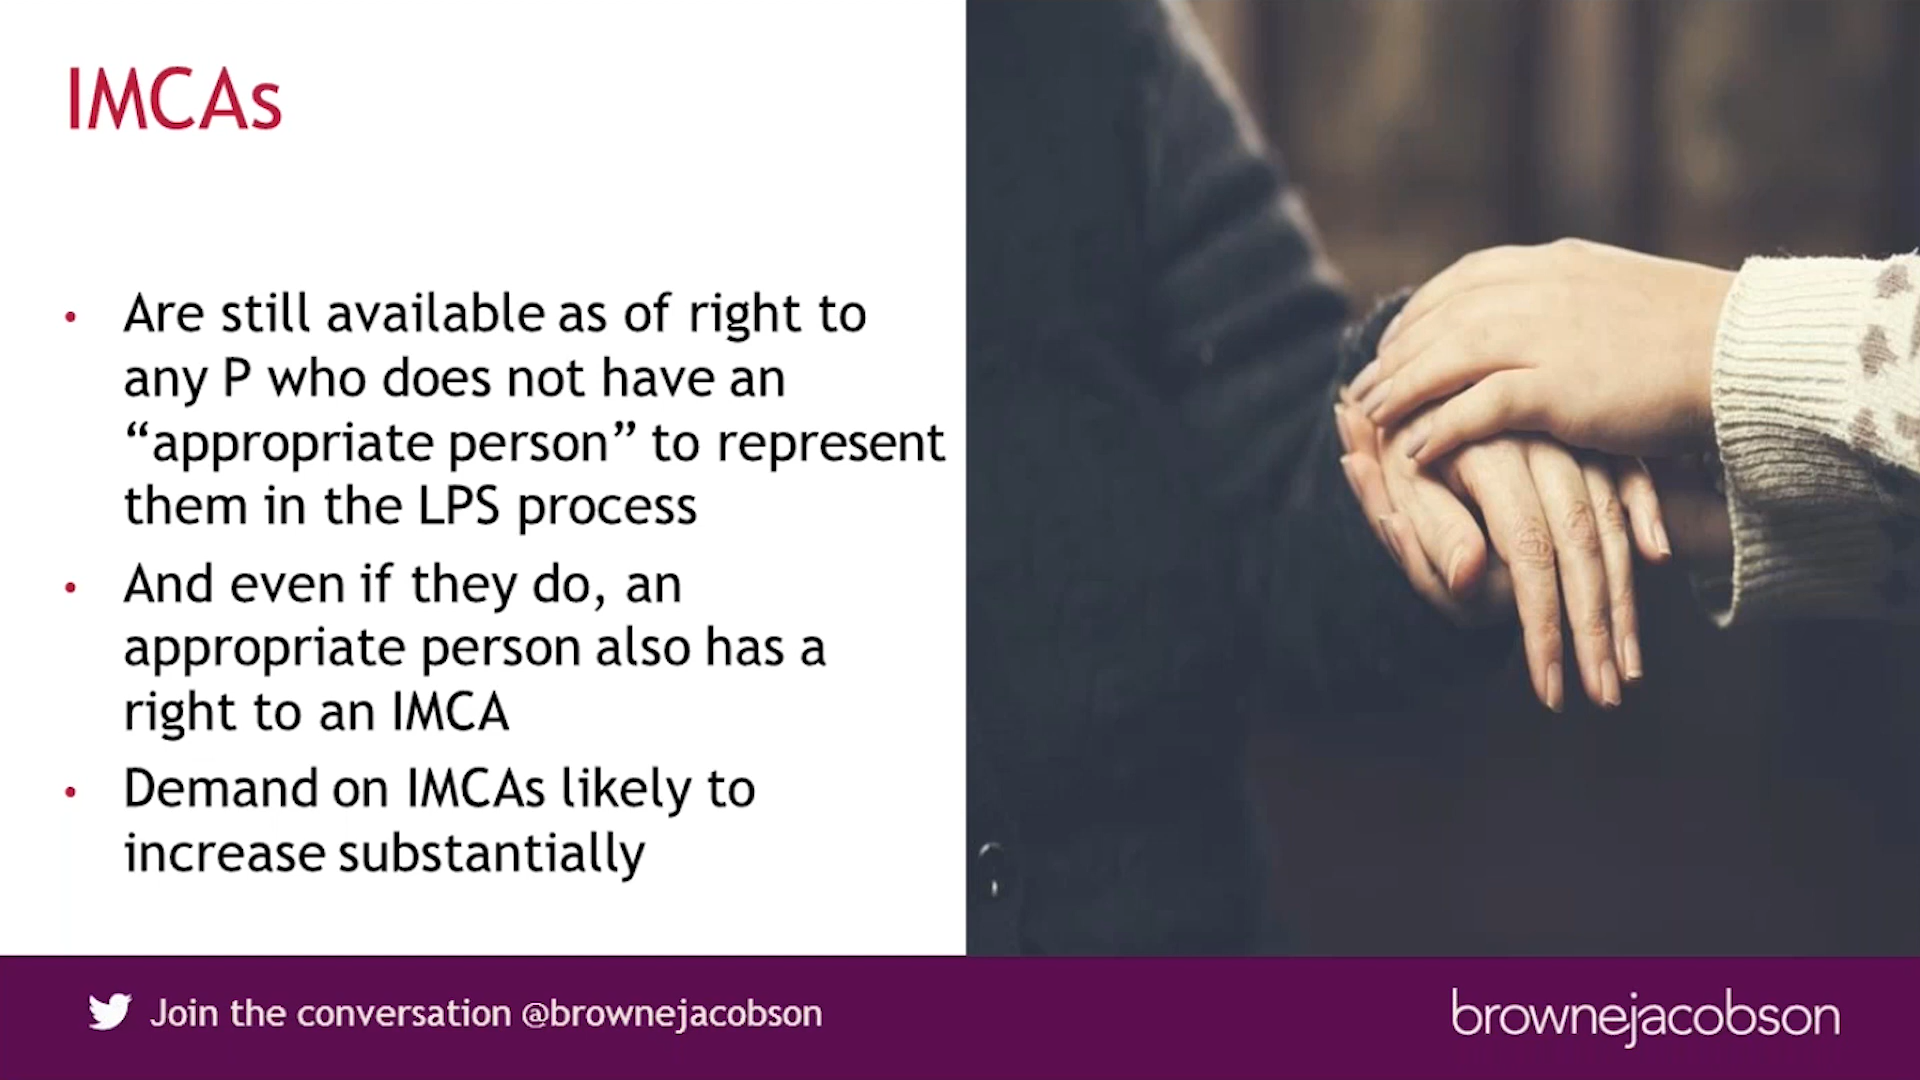 IMCAs
• Are still available as of right to
any P who does not have an
“appropriate person” to represent
them in the LPS process
• And even if they do, an
appropriate person also has a
right to an IMCA
• Demand on IMCAs likely to
increase substantially
Join the conversation @brownejacobson
brownejacobson